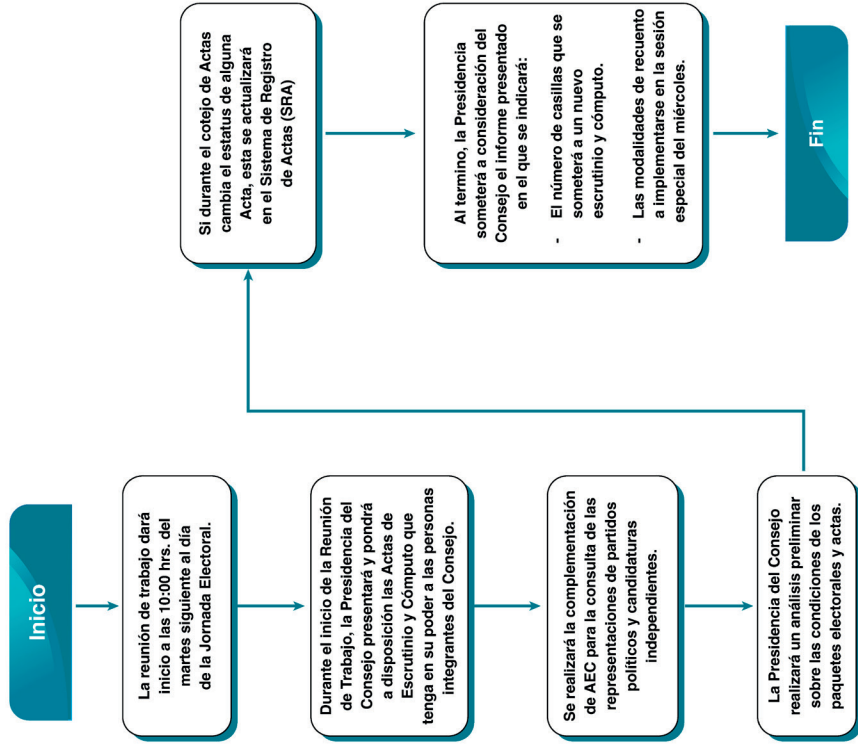 Inicio
La reunión de trabajo dará
inicio a las 10:00 hrs. del
martes siguiente al día
de la Jornada Electoral.
Durante el inicio de la Reunión
de Trabajo, la Presidencia del
Consejo presentará y pondrá
a disposición las Actas de
Escrutinio y Cómputo que
tenga en su poder a las personas
integrantes del Consejo.
Se realizará la complementación
de AEC para la consulta de las
representaciones de partidos
políticos y candidaturas
independientes.
La Presidencia del Consejo
realizará un análisis preliminar
sobre las condiciones de los
paquetes electorales y actas.
Si durante el cotejo de Actas
cambia el estatus de alguna
Acta, esta se actualizará
en el Sistema de Registro
de Actas (SRA)
Al termino, la Presidencia
someterá a consideración del
Consejo el informe presentado
en el que se indicará:
- El número de casillas que se
someterá a un nuevo
escrutinio y cómputo.
- Las modalidades de recuento
a implementarse en la sesión
especial del miércoles.
Fin